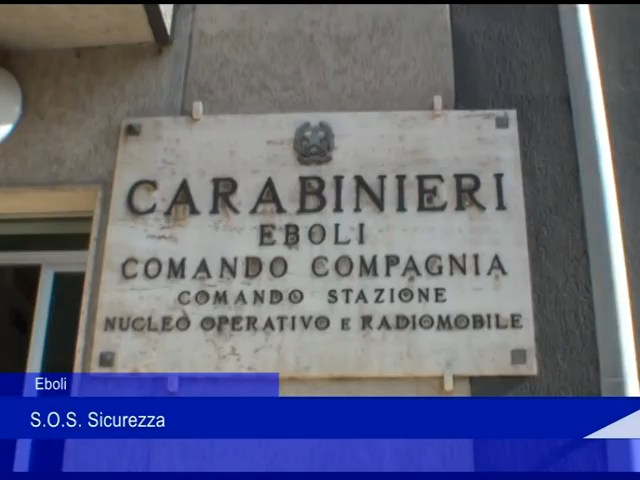 CARABINIERI
EBOLI
COMANDO COMPAGNIA
COMANDO STAZIONE
NUCLEO OPERATIVO E RADIOMOBILE
Eboli
S.O.S. Sicurezza